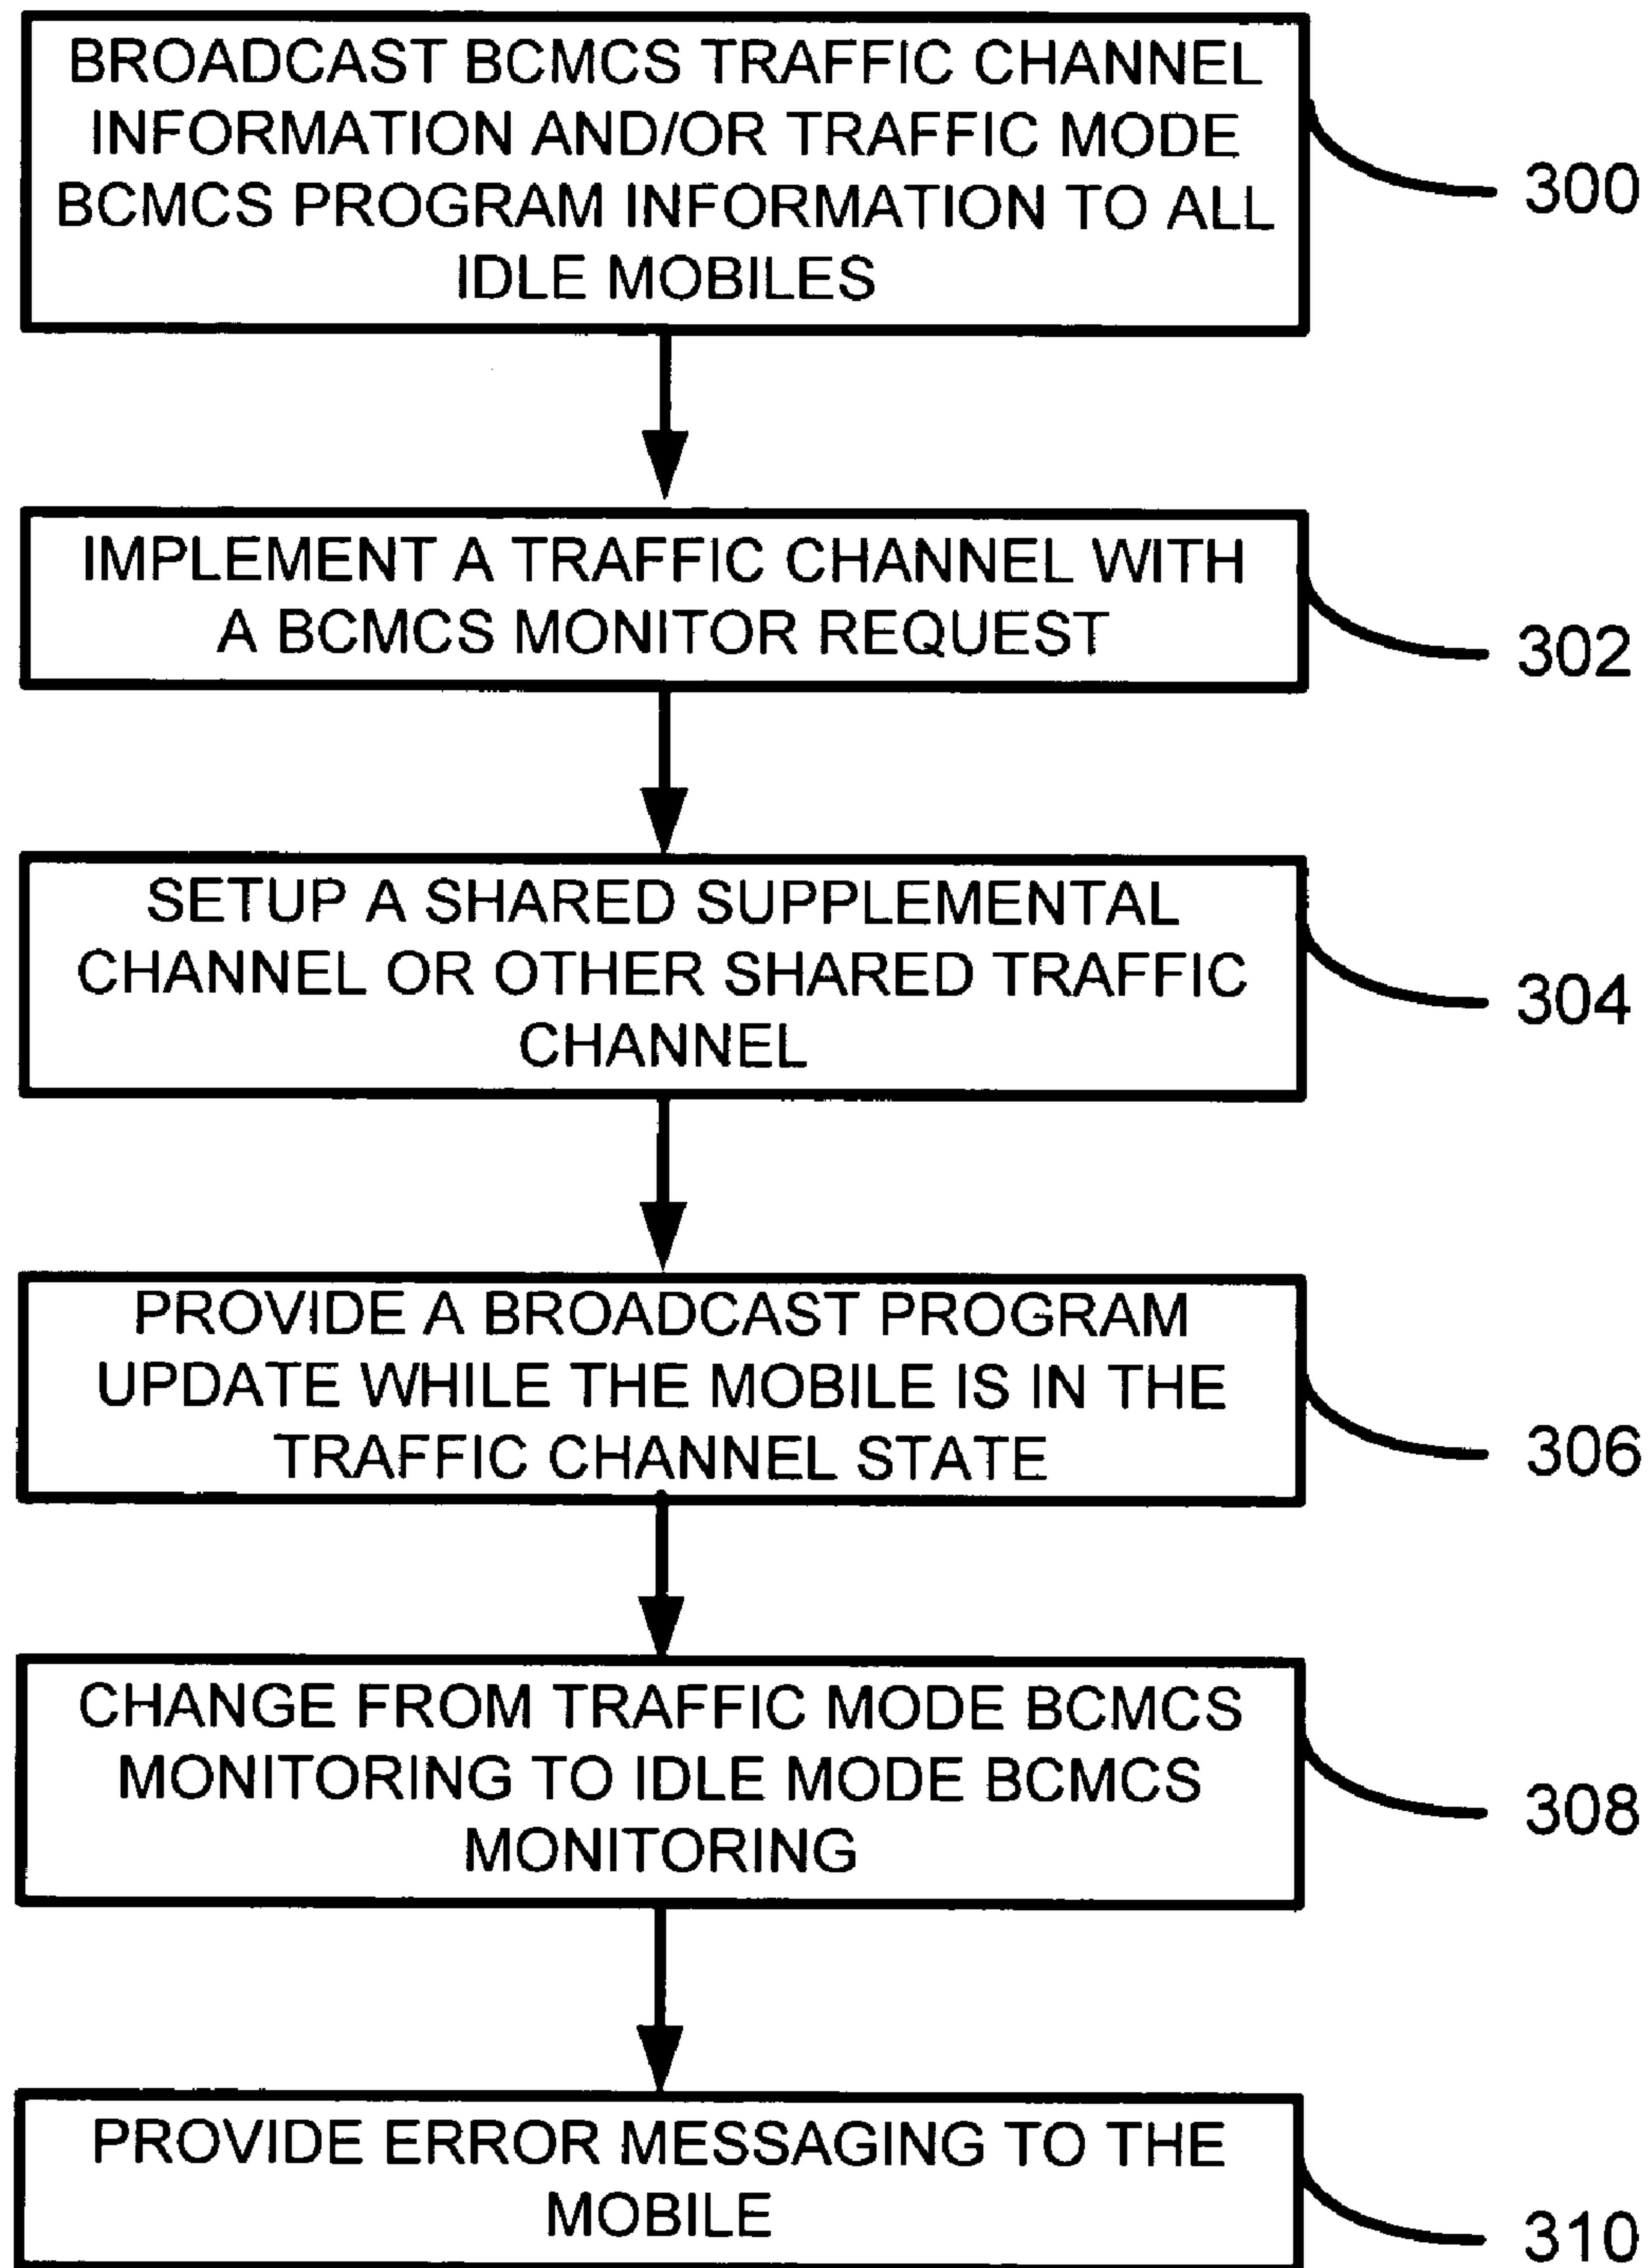 BROADCAST BCMCS TRAFFIC CHANNEL
INFORMATION AND/OR TRAFFIC MODE
BCMCS PROGRAM INFORMATION TO ALL
IDLE MOBILES
300
IMPLEMENT A TRAFFIC CHANNEL WITH
A BCMCS MONITOR REQUEST
302
SETUP A SHARED SUPPLEMENTAL
CHANNEL OR OTHER SHARED TRAFFIC
CHANNEL
304
PROVIDE A BROADCAST PROGRAM
UPDATE WHILE THE MOBILE IS IN THE
TRAFFIC CHANNEL STATE
306
CHANGE FROM TRAFFIC MODE BCMCS
MONITORING TO IDLE MODE BCMCS
MONITORING
308
PROVIDE ERROR MESSAGING TO THE
MOBILE
310